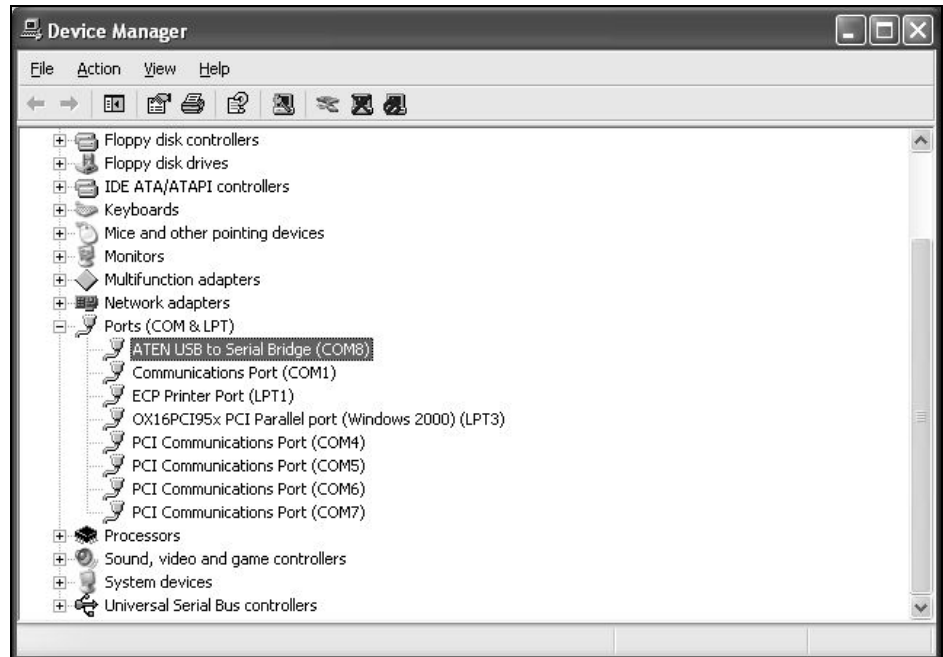 Device Manager
File Action View Help
Floppy disk controllers
Floppy disk drives
IDE ATA/ATAPI controllers
Keyboards
Mice and other pointing devices
Monitors
Multifunction adapters
Network adapters
Ports (COM & LPT)
ATEN USB to Serial Bridge (COM8)
Communications Port (COM1)
ECP Printer Port (LPT1)
OX16PCI95x PCI Parallel port (Windows 2000) (LPT3)
PCI Communications Port (COM4)
PCI Communications Port (COM5)
PCI Communications Port (COM6)
PCI Communications Port (COM7)
Processors
Sound, video and game controllers
System devices
Universal Serial Bus controllers